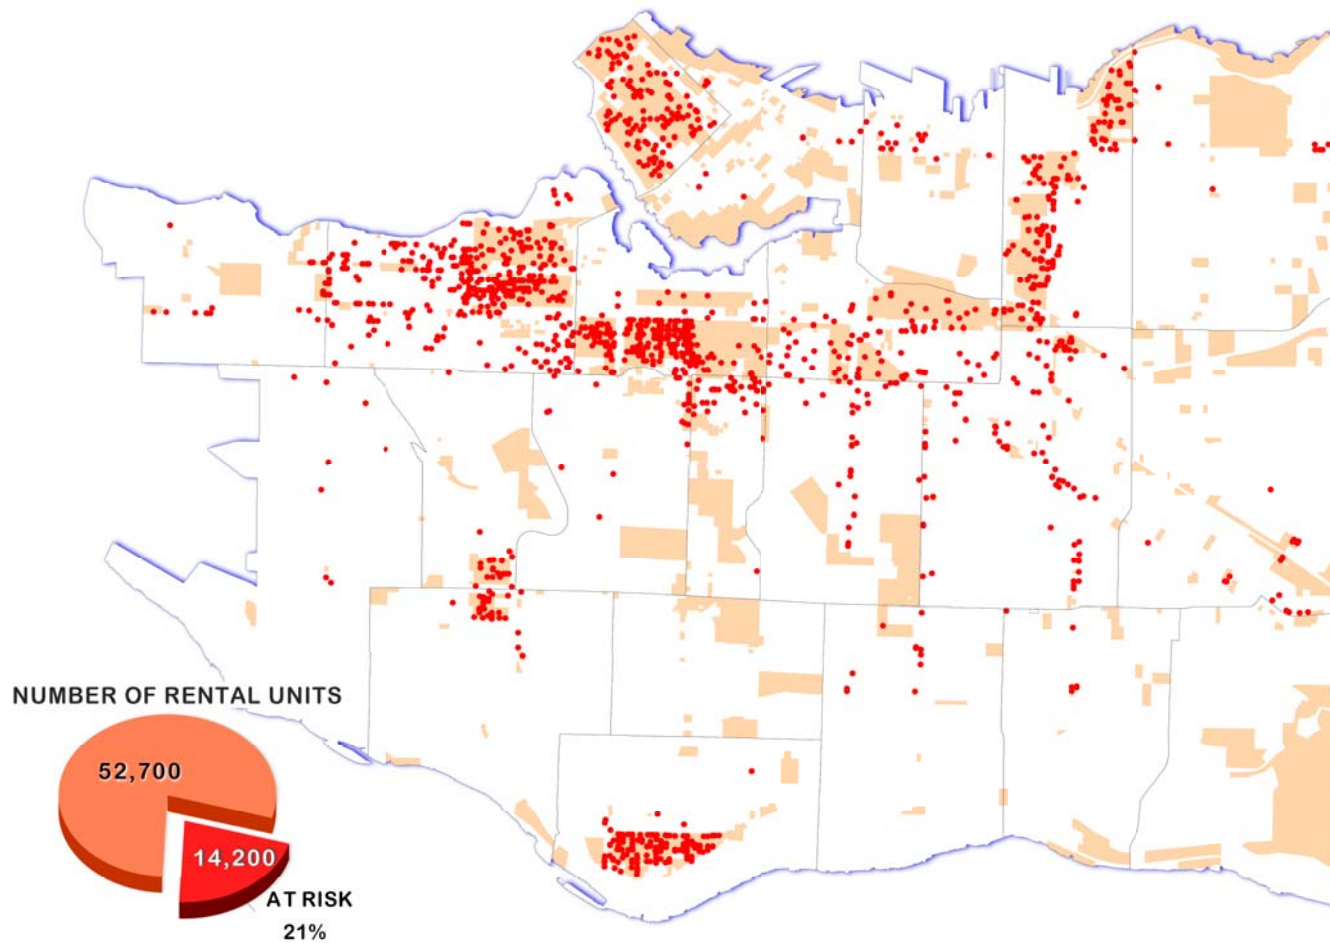 NUMBER OF RENTAL UNITS
52,700
14,200
AT RISK
21%